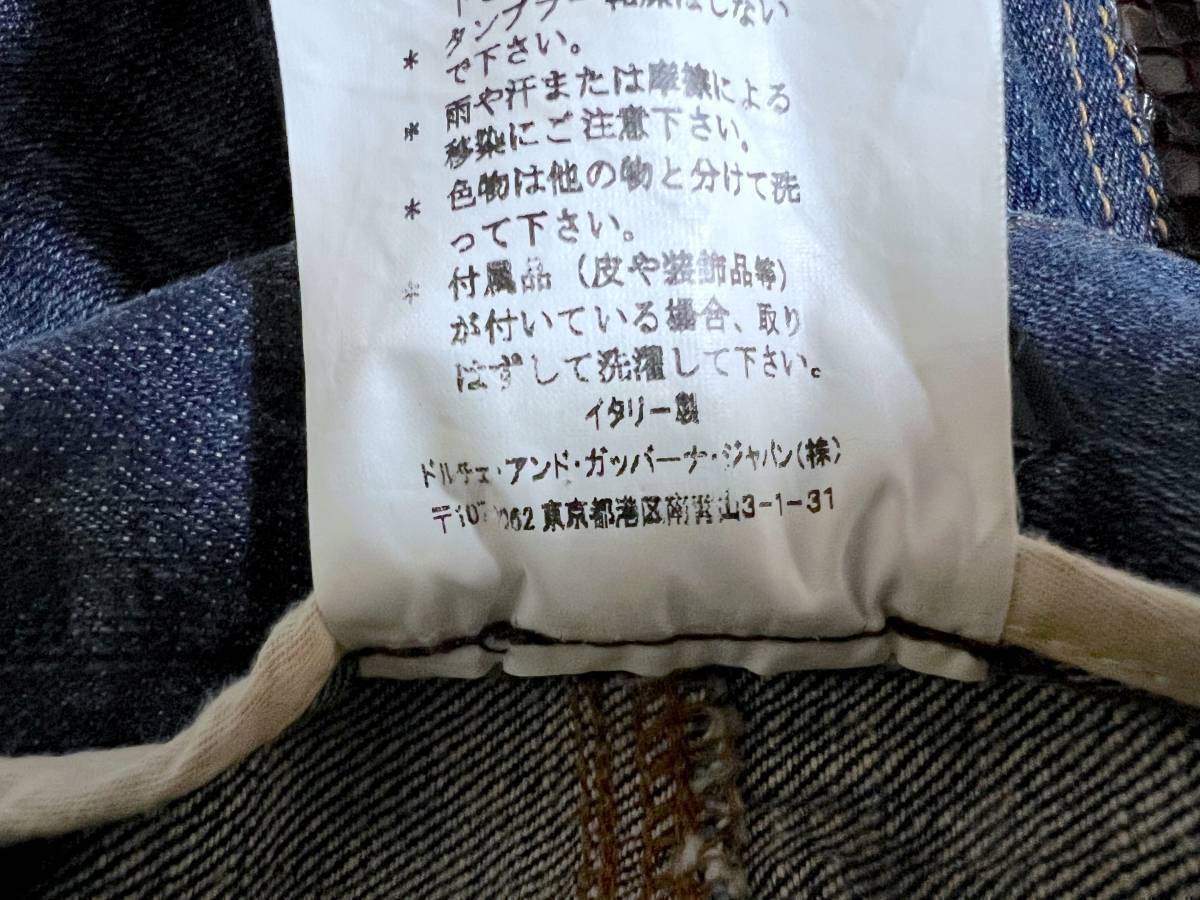 タンブラー乾燥はしない
* で下さい。
雨や汗または摩擦による
* 移染にご注意下さい。
色物は他の物と分けて洗
* って下さい。
付属品（皮や装飾品等）
* が付いている場合、取り
はずして洗濯して下さい。
イタリー製
ドルチェ・アンド・ガッバーナ・ジャパン(株)
〒107 0062 東京都港区南青山3-1-31